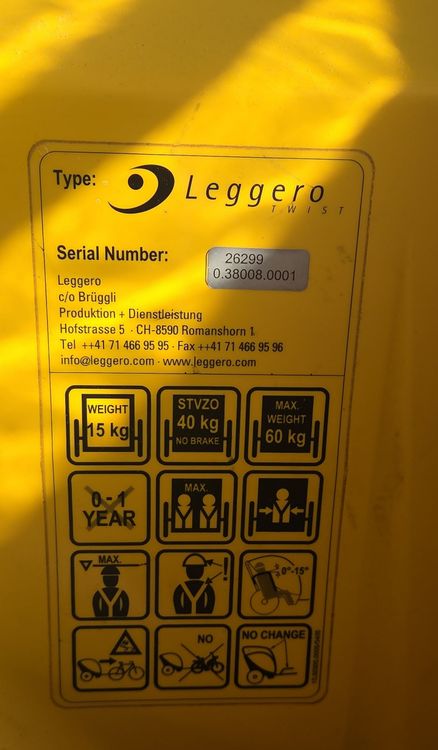 Type: Leggero
TWIST
Serial Number: 26299
0.38008.0001
Leggero
c/o Brüggli
Produktion + Dienstleistung
Hofstrasse 5 · CH-8590 Romanshorn 1
Tel ++41 71 466 95 95 · Fax ++41 71 466 95 96
info@leggero.com · www.leggero.com
WEIGHT
15 kg
STVZO
40 kg
NO BRAKE
MAX.
WEIGHT
60 kg
0-1
YEAR
MAX.
MAX.
!
0°-15°
NO
NO CHANGE